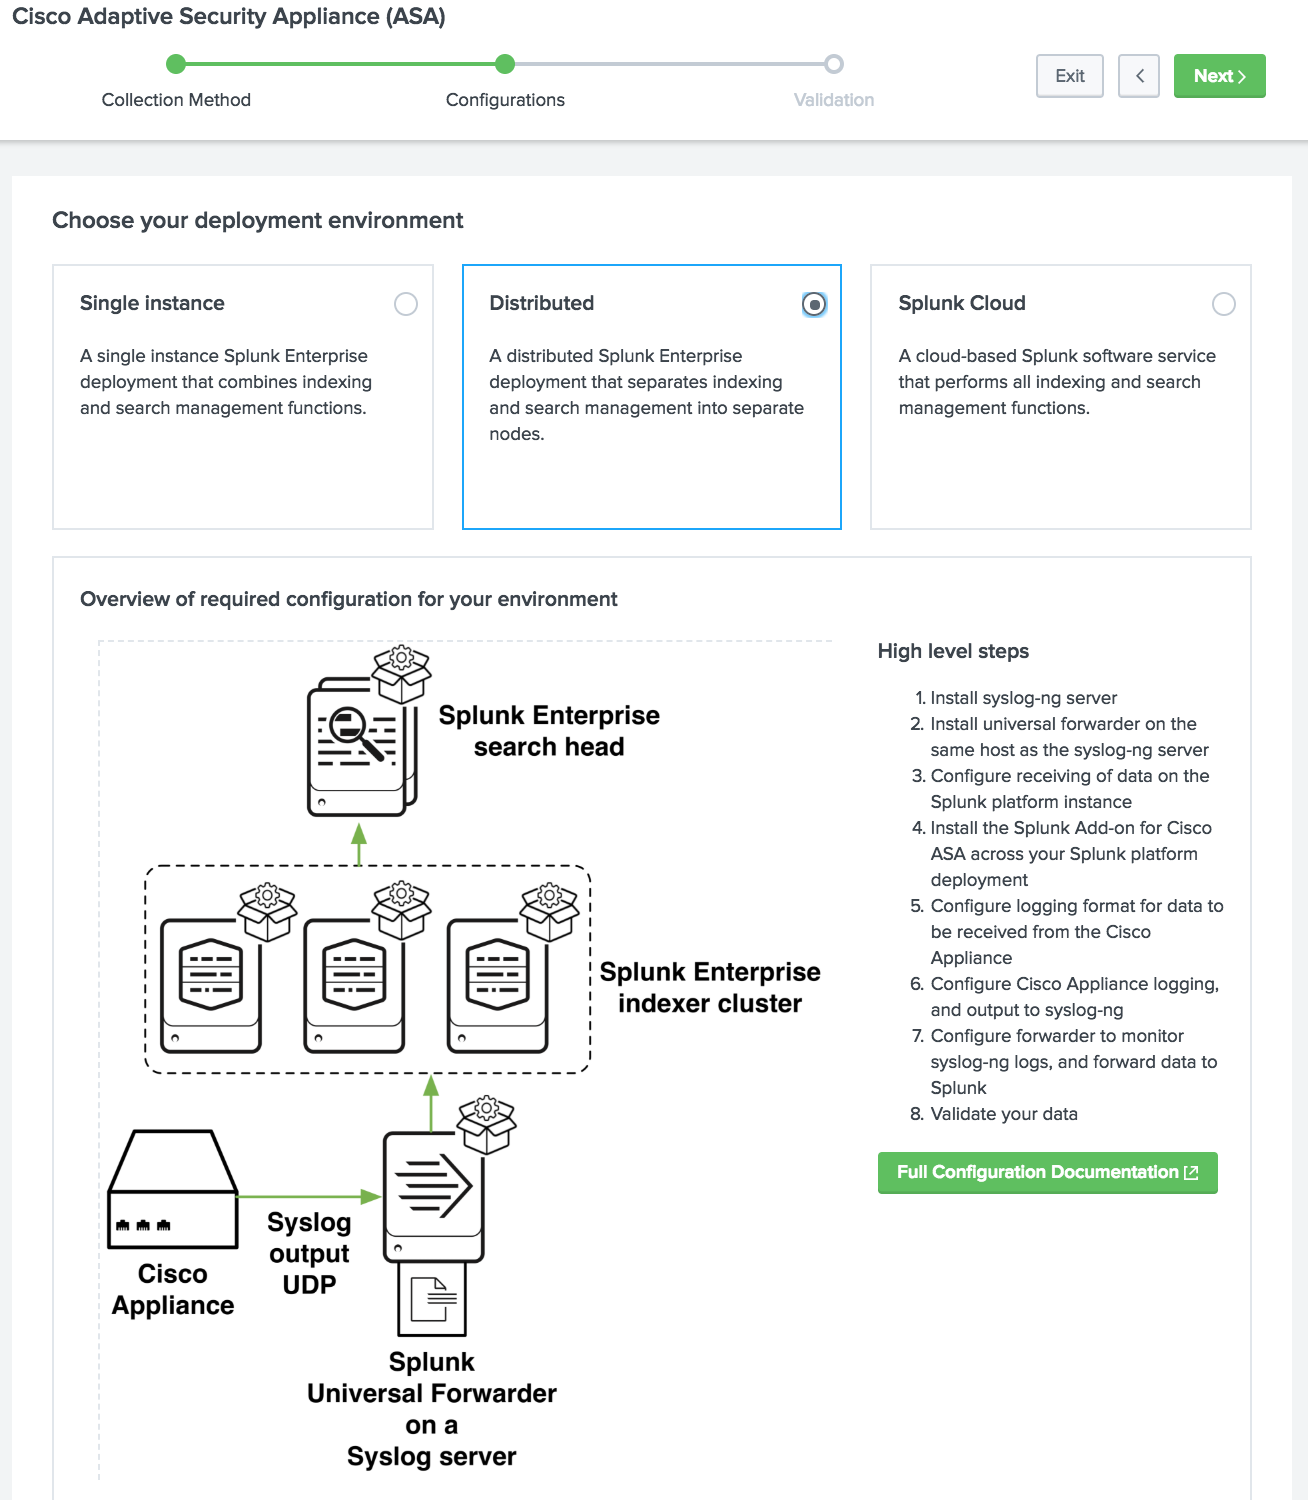 Cisco Adaptive Security Appliance (ASA)
Collection Method
Configurations
Validation
Exit
Next
Choose your deployment environment
Single instance
A single instance Splunk Enterprise
deployment that combines indexing
and search management functions.
Distributed
A distributed Splunk Enterprise
deployment that separates indexing
and search management into separate
nodes.
Splunk Cloud
A cloud-based Splunk software service
that performs all indexing and search
management functions.
Overview of required configuration for your environment
Splunk Enterprise
search head
Splunk Enterprise
indexer cluster
Syslog
output
UDP
Cisco
Appliance
Splunk
Universal Forwarder
on a
Syslog server
High level steps
1. Install syslog-ng server
2. Install universal forwarder on the
same host as the syslog-ng server
3. Configure receiving of data on the
Splunk platform instance
4. Install the Splunk Add-on for Cisco
ASA across your Splunk platform
deployment
5. Configure logging format for data to
be received from the Cisco
Appliance
6. Configure Cisco Appliance logging,
and output to syslog-ng
7. Configure forwarder to monitor
syslog-ng logs, and forward data to
Splunk
8. Validate your data
Full Configuration Documentation